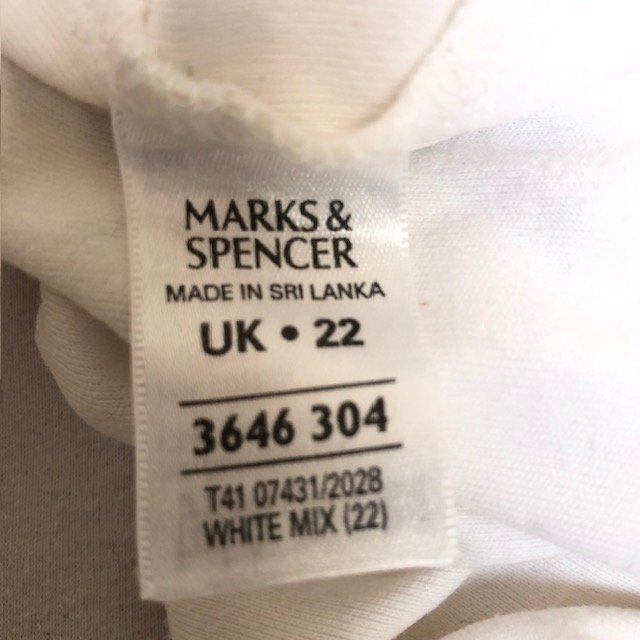 MARKS &
SPENCER
MADE IN SRI LANKA
UK • 22
3646 304
T41 07431/2028
WHITE MIX (22)